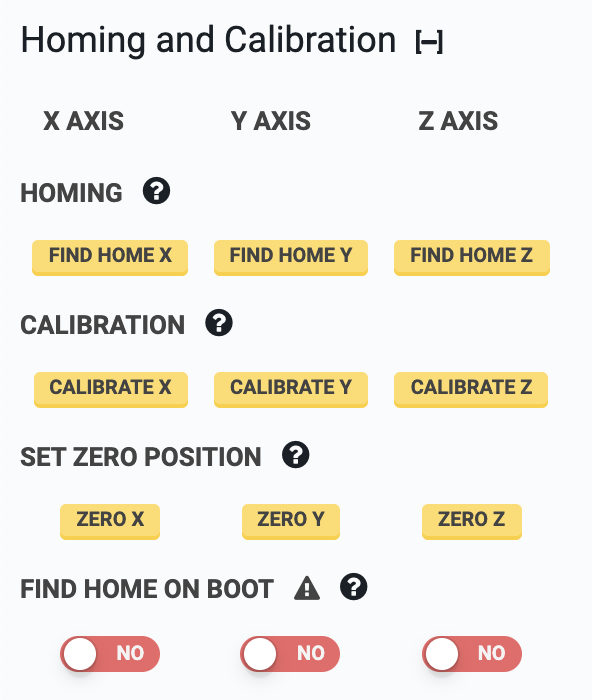 Homing and Calibration [–]
X AXIS Y AXIS Z AXIS
HOMING ?
FIND HOME X FIND HOME Y FIND HOME Z
CALIBRATION ?
CALIBRATE X CALIBRATE Y CALIBRATE Z
SET ZERO POSITION ?
ZERO X ZERO Y ZERO Z
FIND HOME ON BOOT ! ?
NO NO NO